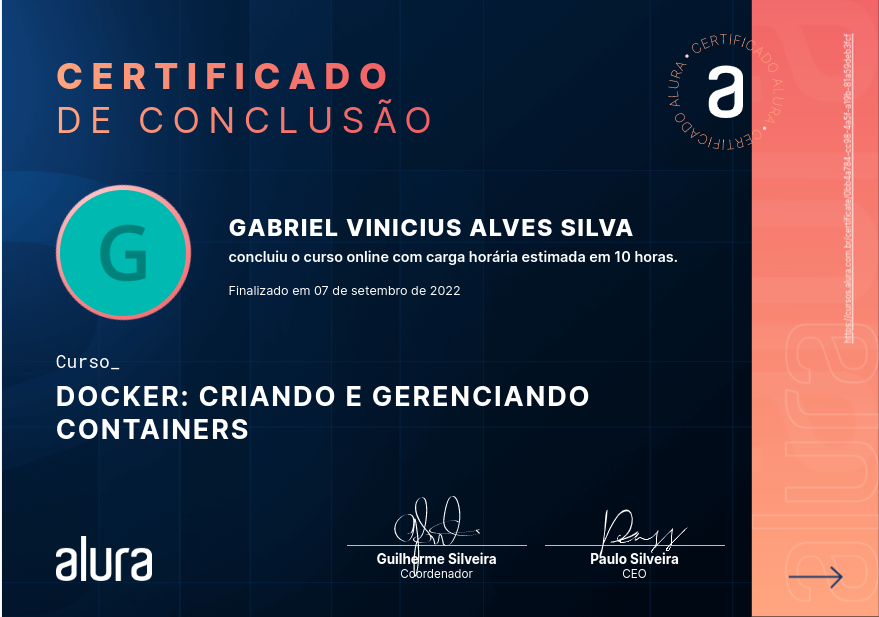 CERTIFICADO
DE CONCLUSÃO
CERTIFICADO ALURA • CERTIFICADO ALURA •
a
G
GABRIEL VINICIUS ALVES SILVA
concluiu o curso online com carga horária estimada em 10 horas.
Finalizado em 07 de setembro de 2022
Curso_
DOCKER: CRIANDO E GERENCIANDO
CONTAINERS
alura
Guilherme Silveira
Coordenador
Paulo Silveira
CEO
alura